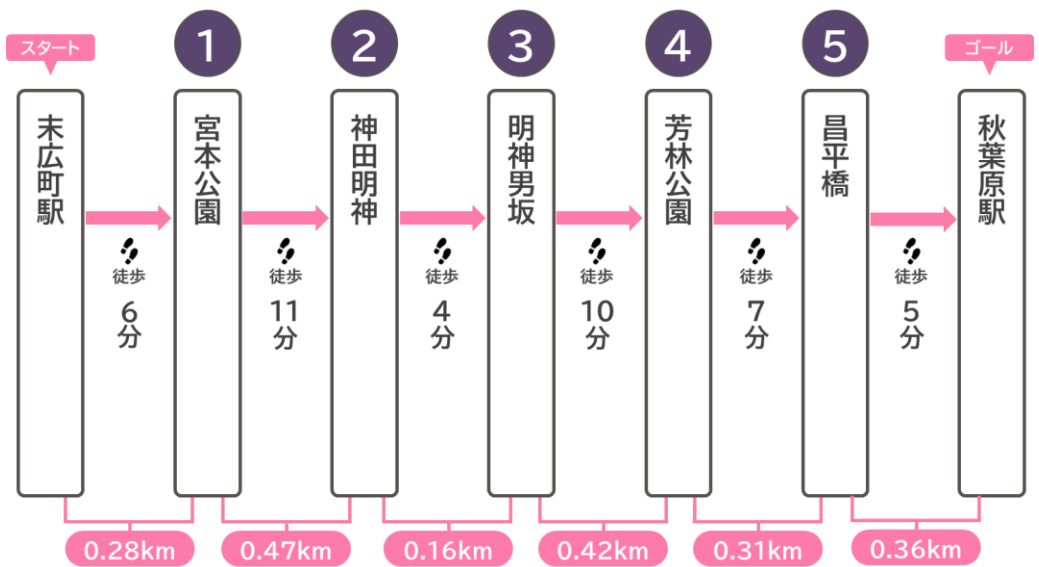 スタート
1
2
3
4
5
ゴール
末広町駅
宮本公園
神田明神
明神男坂
芳林公園
昌平橋
秋葉原駅
徒歩
6分
徒歩
11分
徒歩
4分
徒歩
10分
徒歩
7分
徒歩
5分
0.28km
0.47km
0.16km
0.42km
0.31km
0.36km